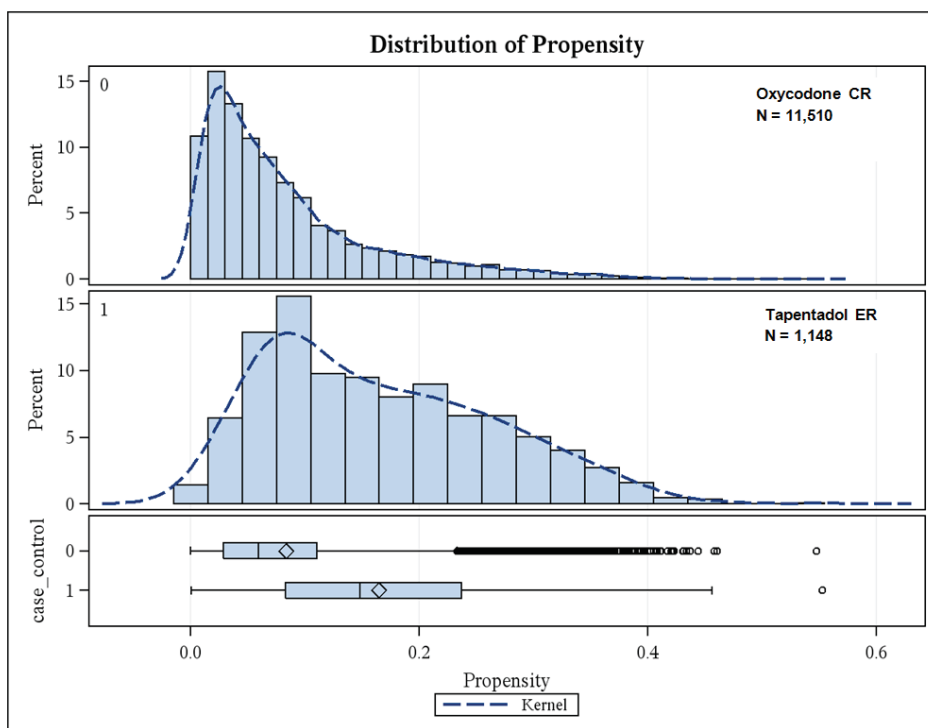 Distribution of Propensity
0
Oxycodone CR
N = 11,510
Percent
15
10
5
0
1
Tapentadol ER
N = 1,148
Percent
15
10
5
0
case_control
0
1
0.0 0.2 0.4 0.6
Propensity
Kernel